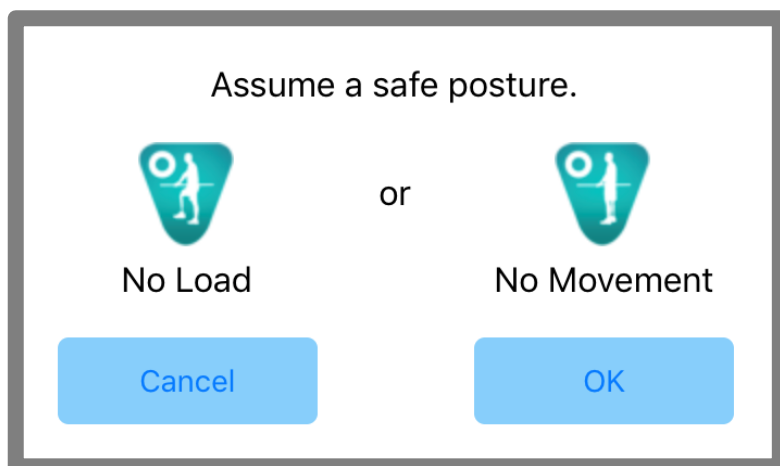 Assume a safe posture.
or
No Load
No Movement
Cancel
OK